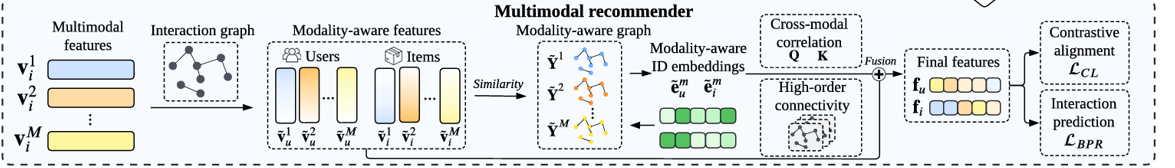 Multimodal recommender
Multimodal
features
v_i^1
v_i^2
⋮
v_i^M
Interaction graph
Modality-aware features
Users
Items
...
...
ṽ_u^1 ṽ_u^2 ṽ_u^M ṽ_i^1 ṽ_i^2 ṽ_i^M
Similarity
Modality-aware graph
Ỹ^1
Ỹ^2
⋮
Ỹ^M
Modality-aware
ID embeddings
ẽ_u^m ẽ_i^m
Cross-modal
correlation
Q K
High-order
connectivity
Fusion
Final features
f_u
f_i
Contrastive
alignment
ℒ_CL
Interaction
prediction
ℒ_BPR